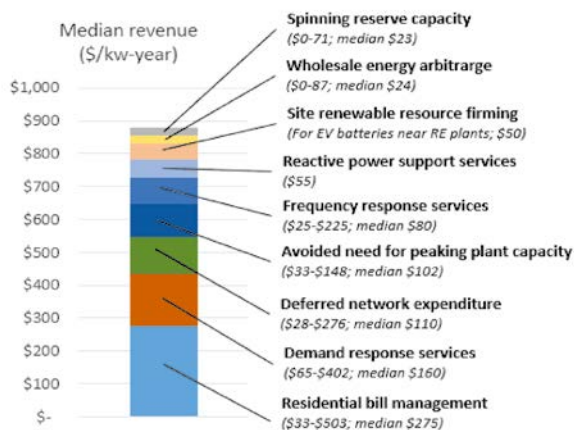 Median revenue
($/kw-year)
$1,000
$900
$800
$700
$600
$500
$400
$300
$200
$100
$-
Spinning reserve capacity
($0-71; median $23)
Wholesale energy arbitrarge
($0-87; median $24)
Site renewable resource firming
(For EV batteries near RE plants; $50)
Reactive power support services
($55)
Frequency response services
($25-$225; median $80)
Avoided need for peaking plant capacity
($33-$148; median $102)
Deferred network expenditure
($28-$276; median $110)
Demand response services
($65-$402; median $160)
Residential bill management
($33-$503; median $275)